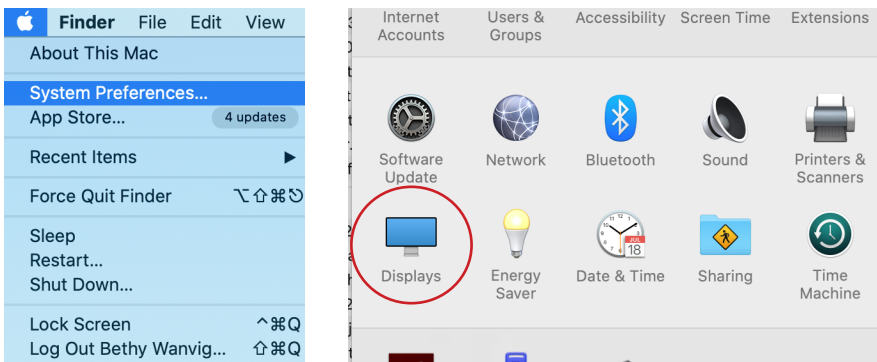 Finder File Edit View
About This Mac
System Preferences...
App Store... 4 updates
Recent Items ▶
Force Quit Finder ⌥⇧⌘⎋
Sleep
Restart...
Shut Down...
Lock Screen ^⌘Q
Log Out Bethy Wanvig... ⇧⌘Q
Internet
Accounts
Users &
Groups
Accessibility
Screen Time
Extensions
Software
Update
Network
Bluetooth
Sound
Printers &
Scanners
Displays
Energy
Saver
JUL
18
Date & Time
Sharing
Time
Machine